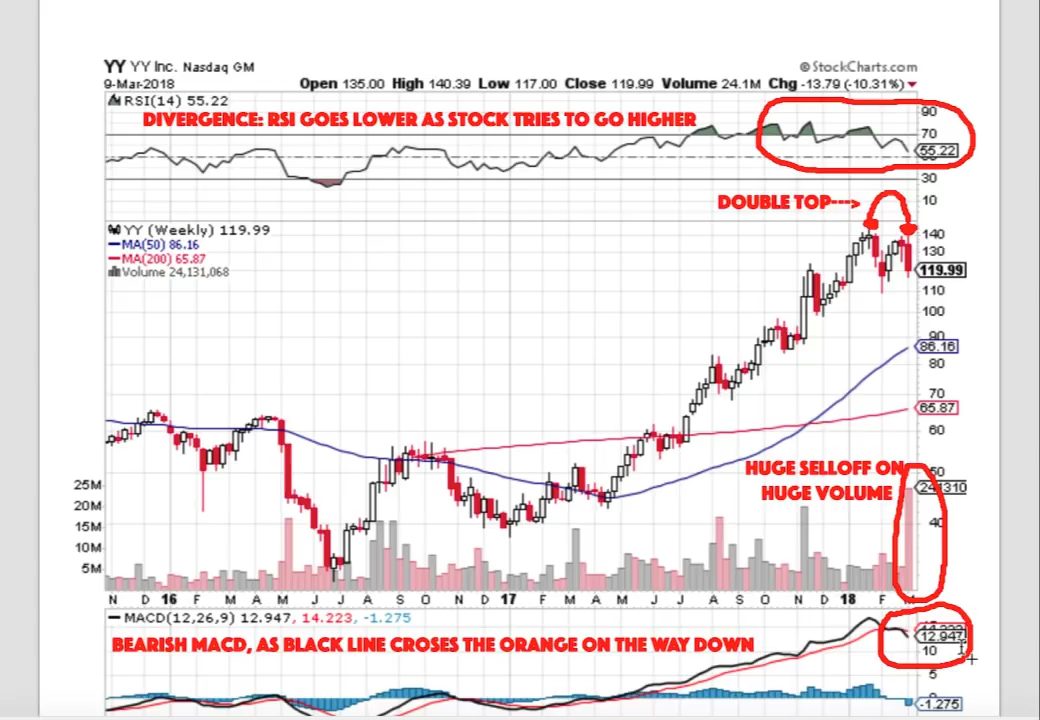 YY YY Inc. Nasdaq GM
© StockCharts.com
9-Mar-2018
Open 135.00 High 140.39 Low 117.00 Close 119.99 Volume 24.1M Chg -13.79 (-10.31%)
RSI(14) 55.22
DIVERGENCE: RSI GOES LOWER AS STOCK TRIES TO GO HIGHER
90
70
55.22
30
10
DOUBLE TOP--->
YY (Weekly) 119.99
MA(50) 86.16
MA(200) 65.87
Volume 24,131,068
140
130
119.99
110
100
90
86.16
80
70
65.87
60
50
40
HUGE SELLOFF ON
HUGE VOLUME
25M
20M
15M
10M
5M
N D 16 F M A M J J A S O N D 17 F M A M J J A S O N D 18 F M
MACD(12,26,9) 12.947, 14.223, -1.275
BEARISH MACD, AS BLACK LINE CROSES THE ORANGE ON THE WAY DOWN
12.947
10
5
0
-1.275